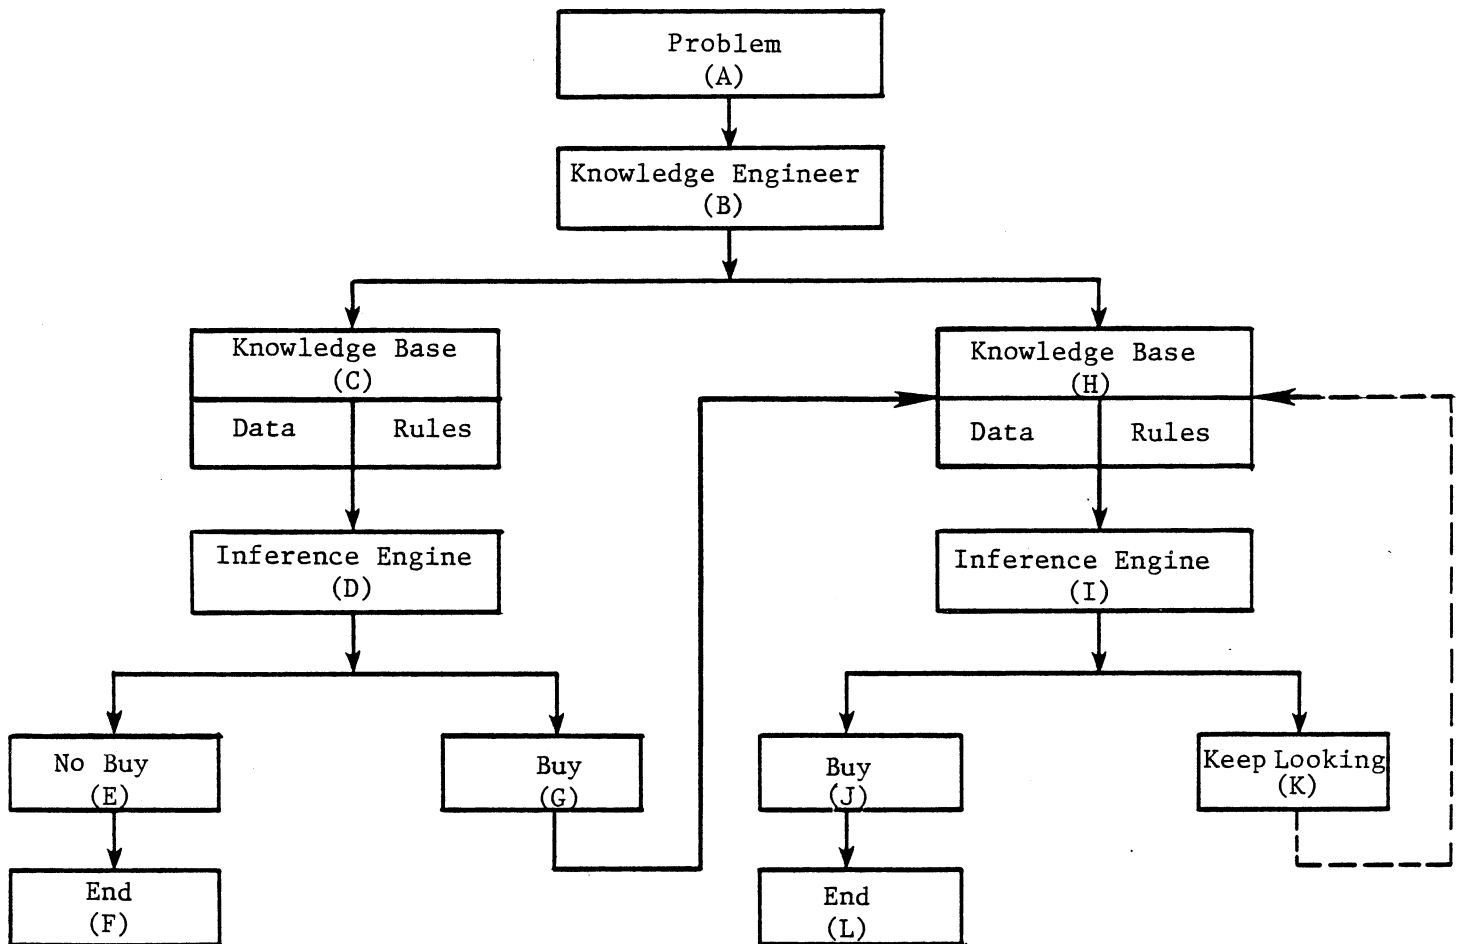 Problem
(A)
Knowledge Engineer
(B)
Knowledge Base
(C)
Data Rules
Knowledge Base
(H)
Data Rules
Inference Engine
(D)
Inference Engine
(I)
No Buy
(E)
Buy
(G)
Buy
(J)
Keep Looking
(K)
End
(F)
End
(L)